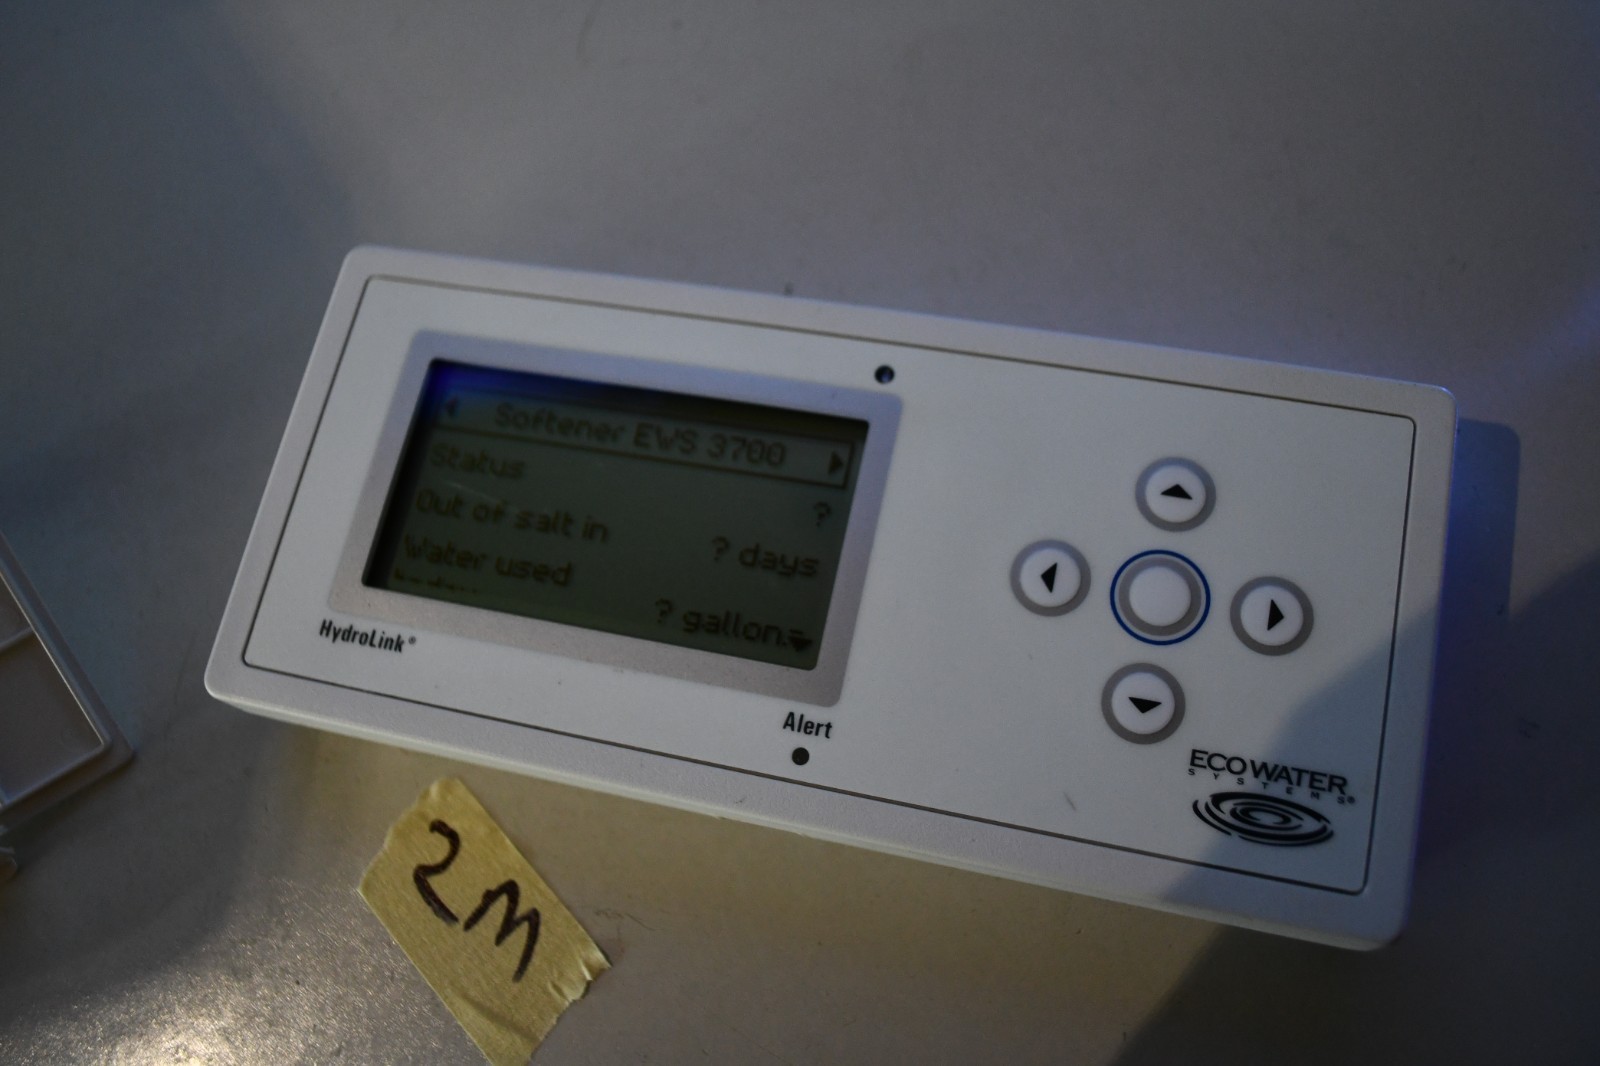 Softener EWS 3700
Status
?
Out of salt in
? days
Water used
? gallon
HydroLink®
Alert
ECOWATER
SYSTEMS®
2M